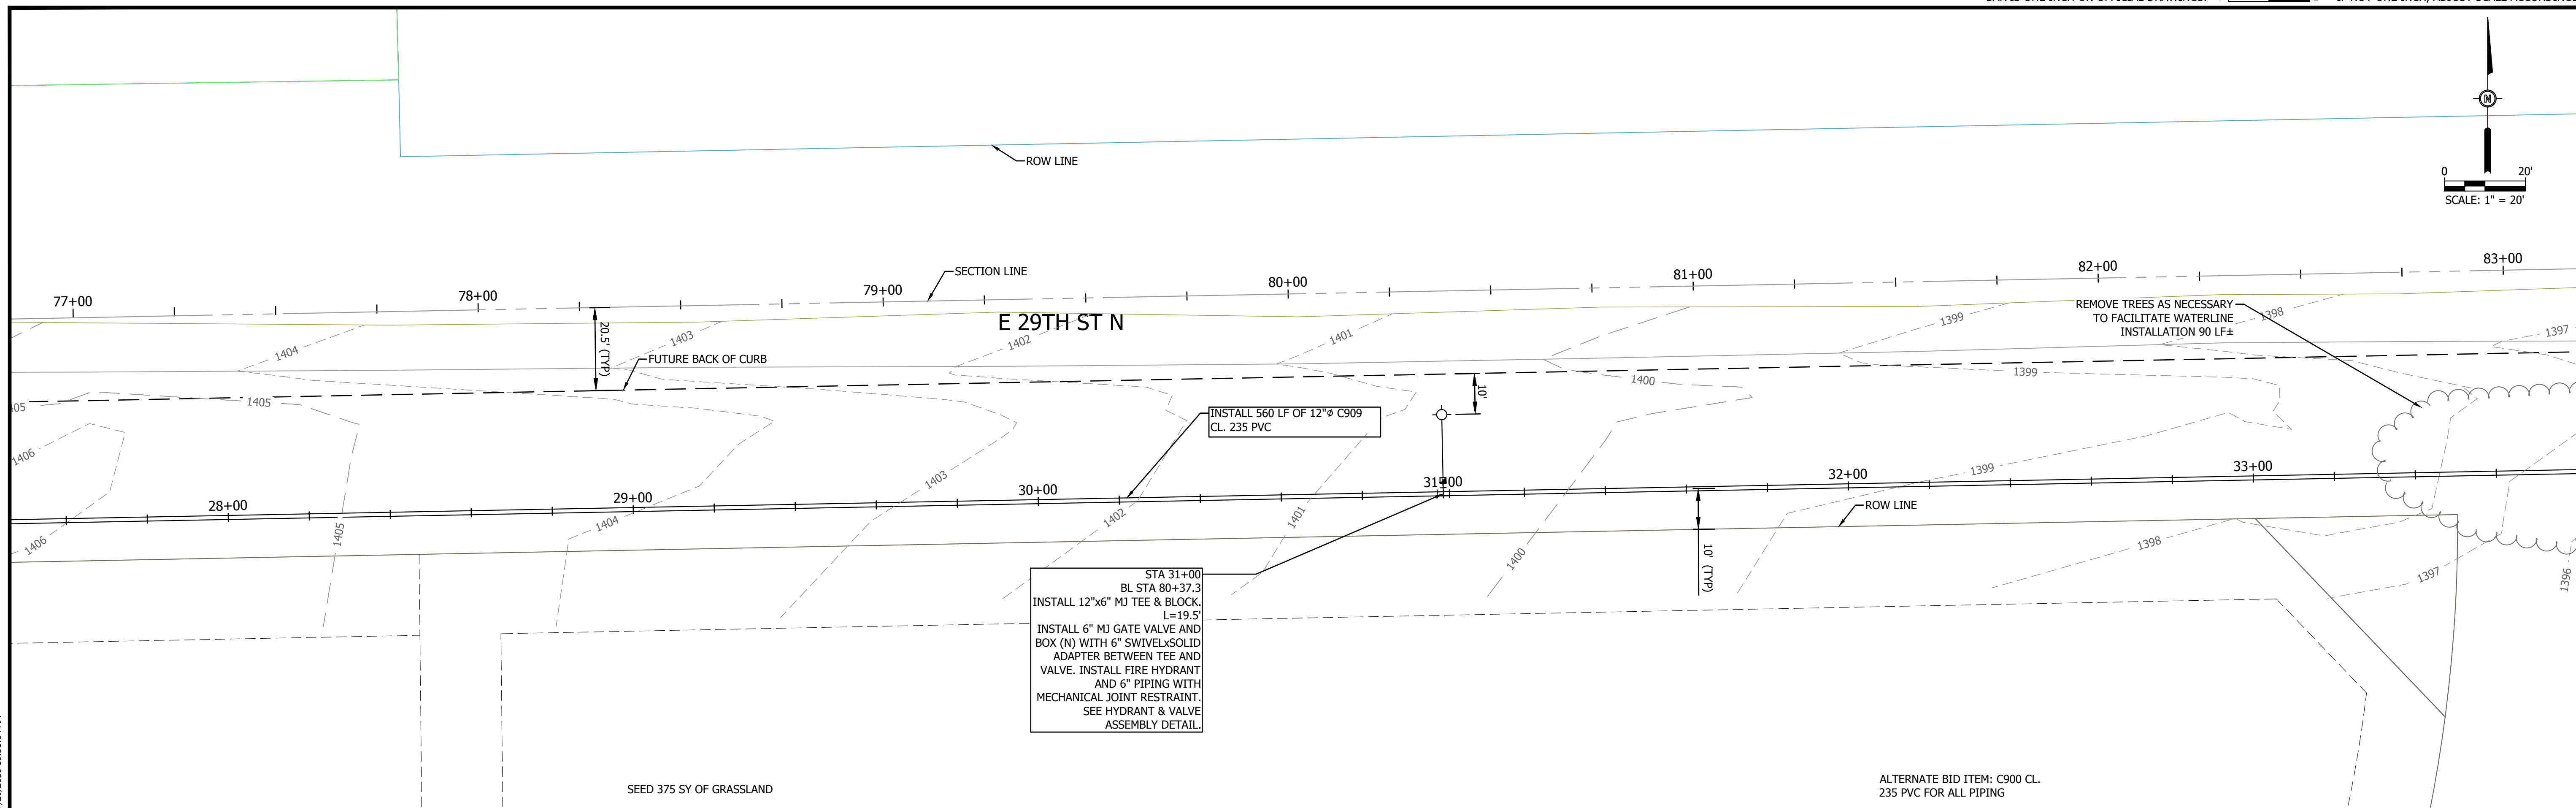 N
0 20'
SCALE: 1" = 20'
ROW LINE
SECTION LINE
77+00 78+00 79+00 80+00 81+00 82+00 83+00
E 29TH ST N
20.5' (TYP)
FUTURE BACK OF CURB
REMOVE TREES AS NECESSARY
TO FACILITATE WATERLINE
INSTALLATION 90 LF±
1404 1403 1402 1401 1399 1398 1397
1405 1400 1399
10'
INSTALL 560 LF OF 12"ø C909
CL. 235 PVC
1406 1403 1399
28+00 29+00 30+00 31+00 32+00 33+00
ROW LINE
1406 1405 1404 1402 1401 1400 1398 1397 1396
10' (TYP)
STA 31+00
BL STA 80+37.3
INSTALL 12"x6" MJ TEE & BLOCK.
L=19.5'
INSTALL 6" MJ GATE VALVE AND
BOX (N) WITH 6" SWIVELxSOLID
ADAPTER BETWEEN TEE AND
VALVE. INSTALL FIRE HYDRANT
AND 6" PIPING WITH
MECHANICAL JOINT RESTRAINT.
SEE HYDRANT & VALVE
ASSEMBLY DETAIL.
SEED 375 SY OF GRASSLAND
ALTERNATE BID ITEM: C900 CL.
235 PVC FOR ALL PIPING